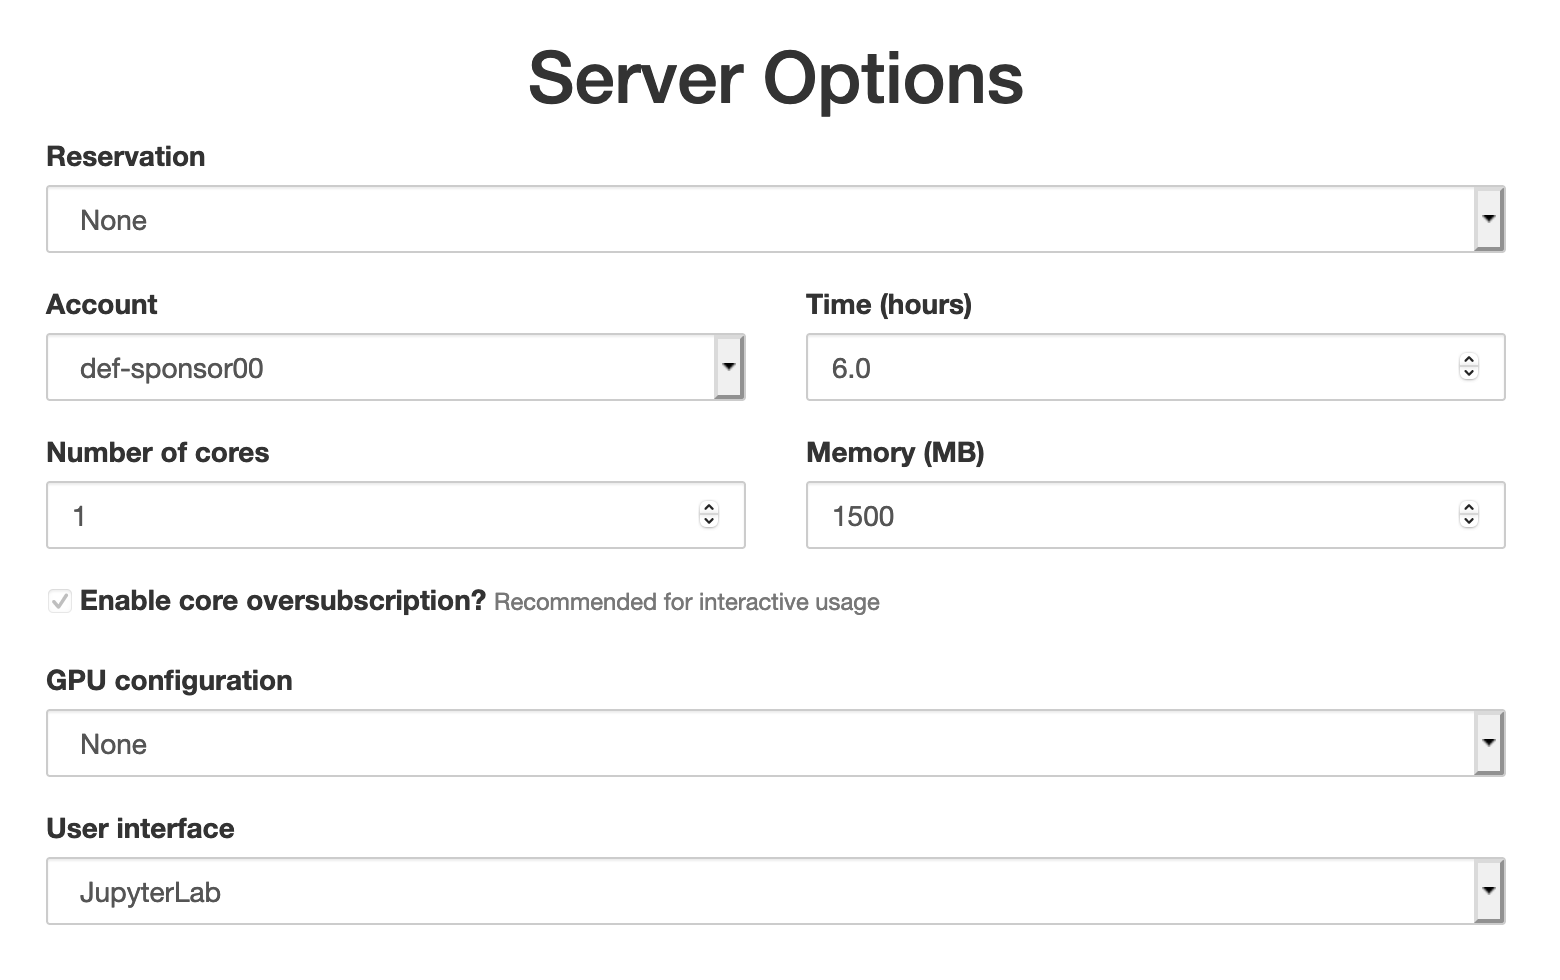 Server Options
Reservation
None
Account
def-sponsor00
Time (hours)
6.0
Number of cores
1
Memory (MB)
1500
Enable core oversubscription? Recommended for interactive usage
GPU configuration
None
User interface
JupyterLab